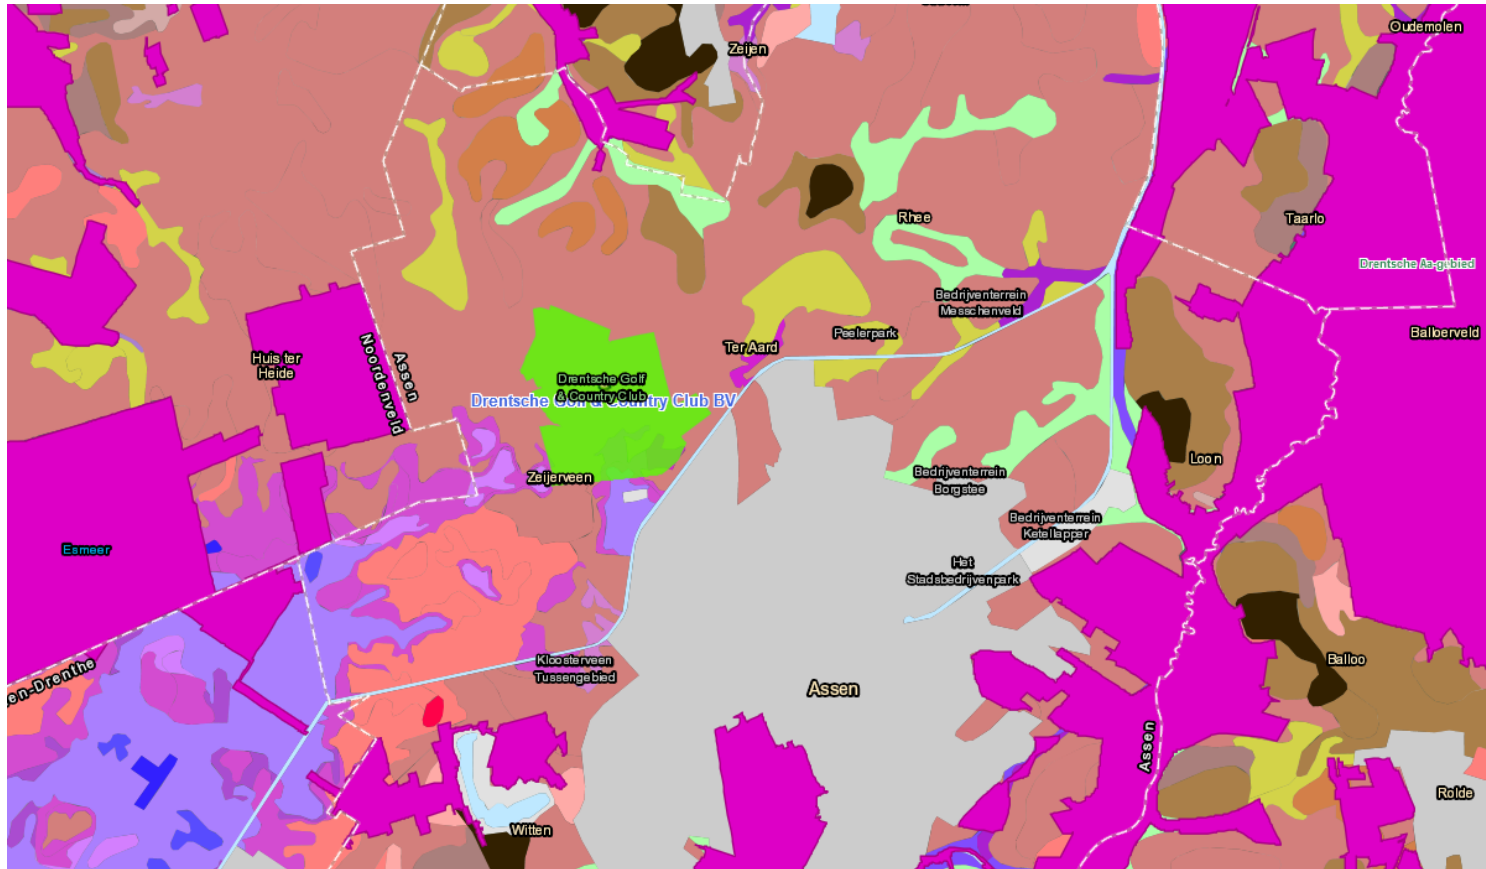 Oudemolen
Zeijen
Rhee
Taarlo
Drentsche Aa-gebied
Bedrijventerrein
Messchenveld
Peelerpark
Balloerveld
Ter Aard
Huis ter
Heide
Assen
Noordenveld
Drentsche Golf
& Country Club
Drentsche Golf & Country Club BV
Zeijerveen
Bedrijventerrein
Borgstee
Loon
Bedrijventerrein
Ketellapper
Esmeer
Het
Stadsbedrijvenpark
Kloosterveen
Tussengebied
Balloo
en-Drenthe
Assen
Assen
Rolde
Witten